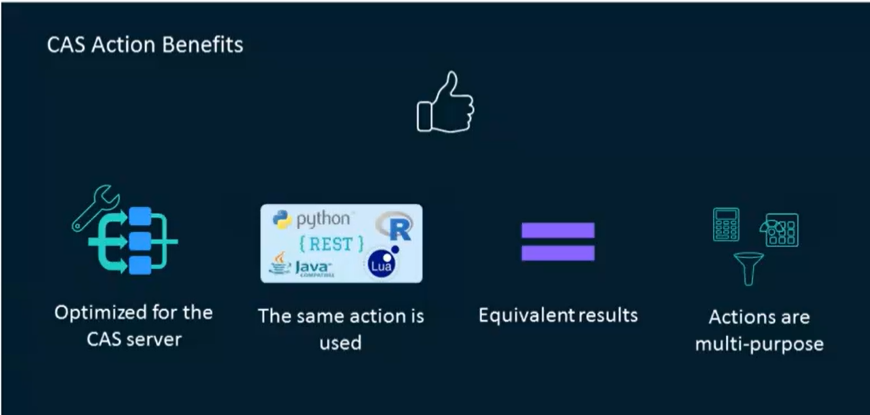 CAS Action Benefits
python
R
{REST}
Java
COMPATIBLE
Lua
Optimized for the
CAS server
The same action is
used
Equivalent results
Actions are
multi-purpose